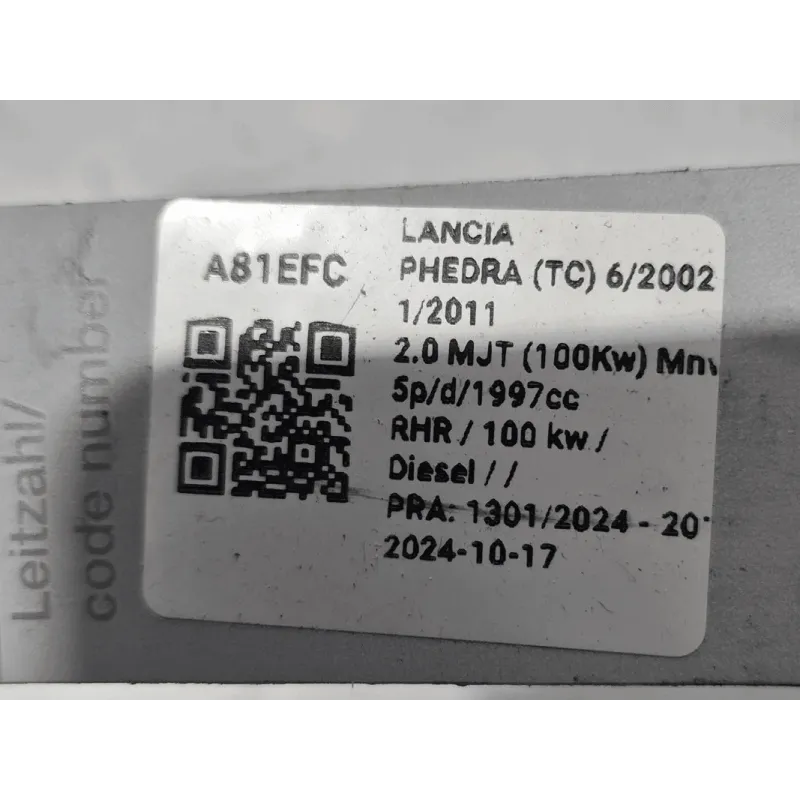 Leitzahl/
code number
A81EFC
LANCIA
PHEDRA (TC) 6/2002
1/2011
2.0 MJT (100Kw) Mn
5p/d/1997cc
RHR / 100 kw /
Diesel / /
PRA: 1301/2024 - 20
2024-10-17